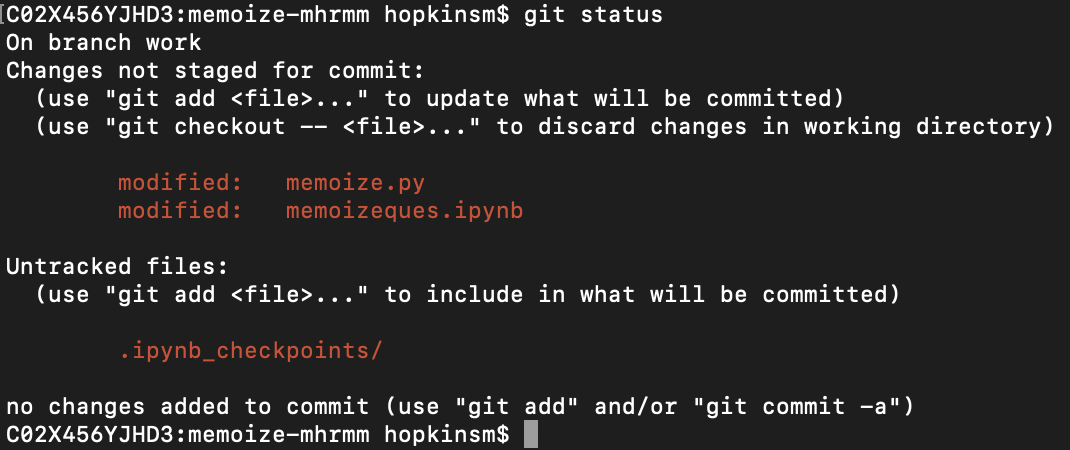 C02X456YJHD3:memoize-mhrmm hopkinsm$ git status
On branch work
Changes not staged for commit:
  (use "git add <file>..." to update what will be committed)
  (use "git checkout -- <file>..." to discard changes in working directory)

        modified:   memoize.py
        modified:   memoizeques.ipynb

Untracked files:
  (use "git add <file>..." to include in what will be committed)

        .ipynb_checkpoints/

no changes added to commit (use "git add" and/or "git commit -a")
C02X456YJHD3:memoize-mhrmm hopkinsm$